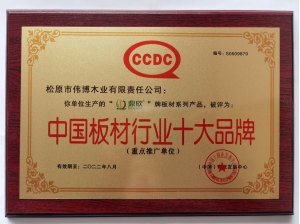 CCDC
编号：S0609870
松原市伟博木业有限责任公司：
你单位生产的“鼎欧”牌板材系列产品，被评为：
中国板材行业十大品牌
（重点推广单位）
有效期至：二〇二二年八月